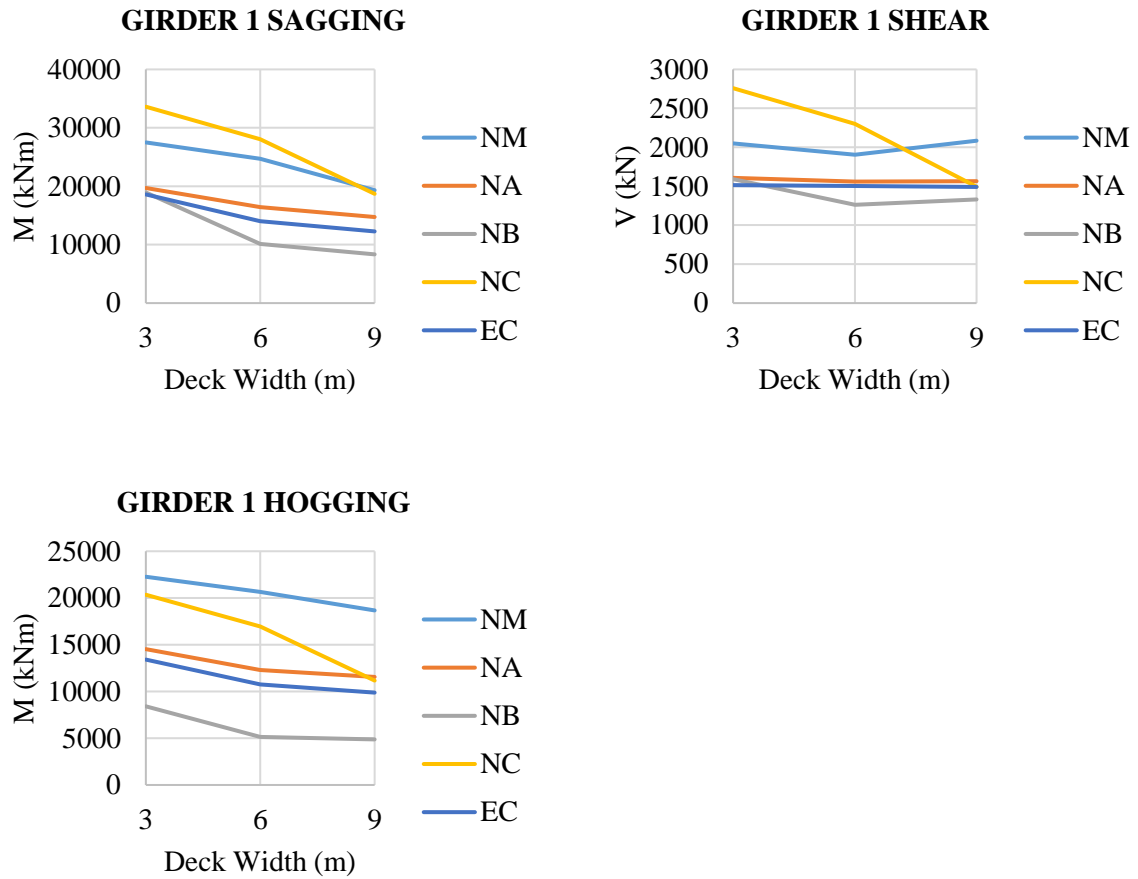 GIRDER 1 SAGGING
40000
30000
20000
10000
0
M (kNm)
3 6 9
Deck Width (m)
NM
NA
NB
NC
EC
GIRDER 1 SHEAR
3000
2500
2000
1500
1000
500
0
V (kN)
3 6 9
Deck Width (m)
NM
NA
NB
NC
EC
GIRDER 1 HOGGING
25000
20000
15000
10000
5000
0
M (kNm)
3 6 9
Deck Width (m)
NM
NA
NB
NC
EC